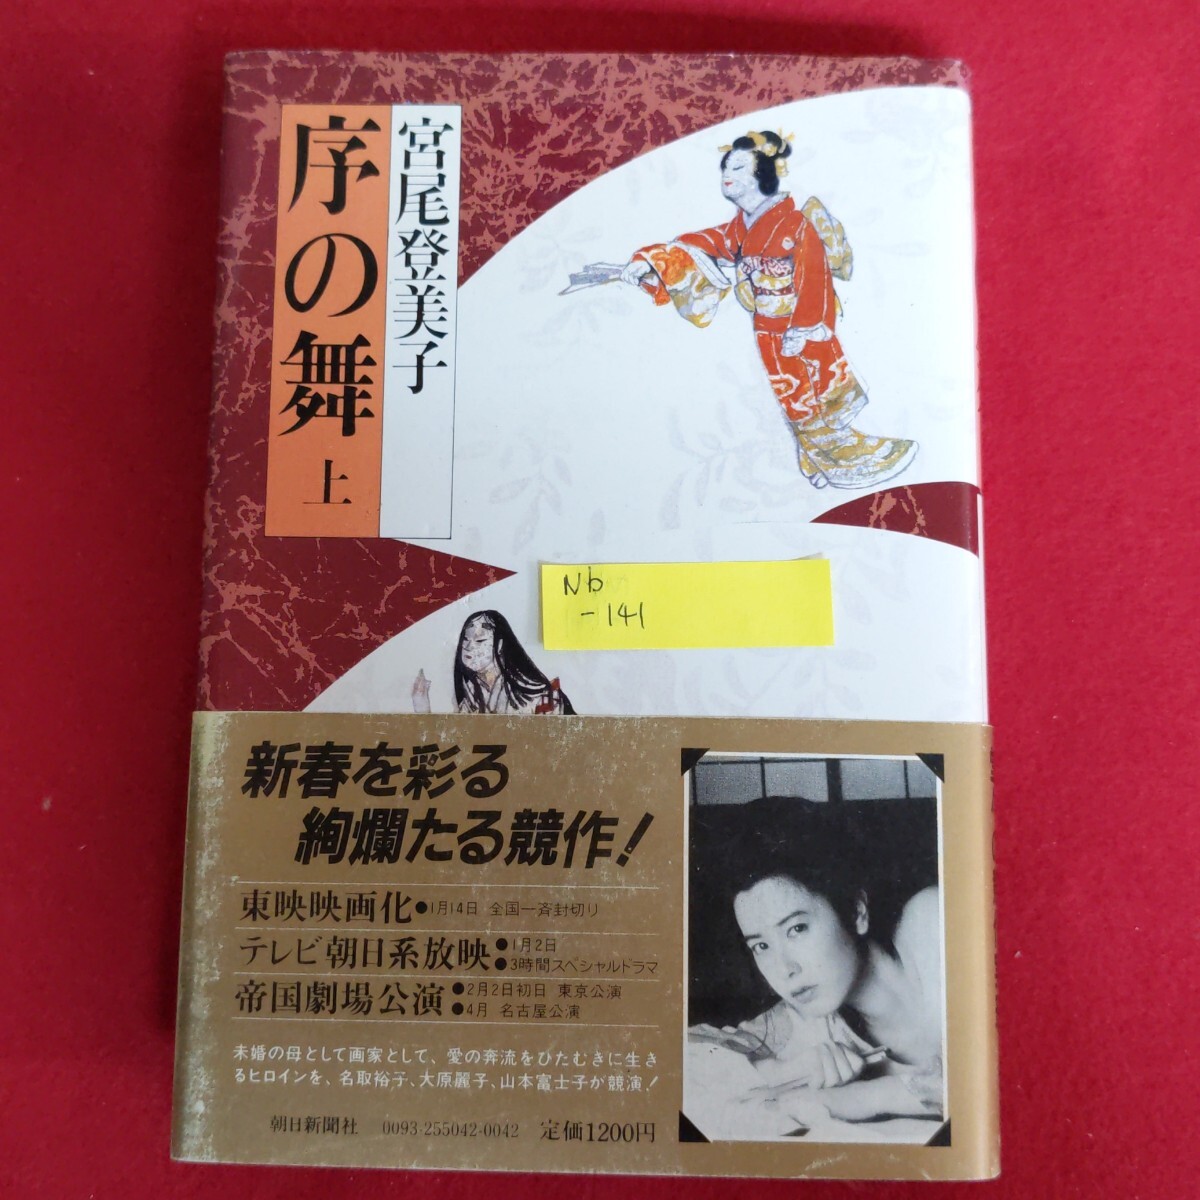 宮尾登美子
序の舞 上
Nb
-141
新春を彩る
絢爛たる競作!
東映映画化●1月14日 全国一斉封切り
テレビ朝日系放映●1月2日
●3時間スペシャルドラマ
帝国劇場公演●2月2日初日 東京公演
●4月 名古屋公演
未婚の母として画家として、愛の奔流をひたむきに生き
るヒロインを、名取裕子、大原麗子、山本富士子が競演!
朝日新聞社 0093-255042-0042 定価1200円